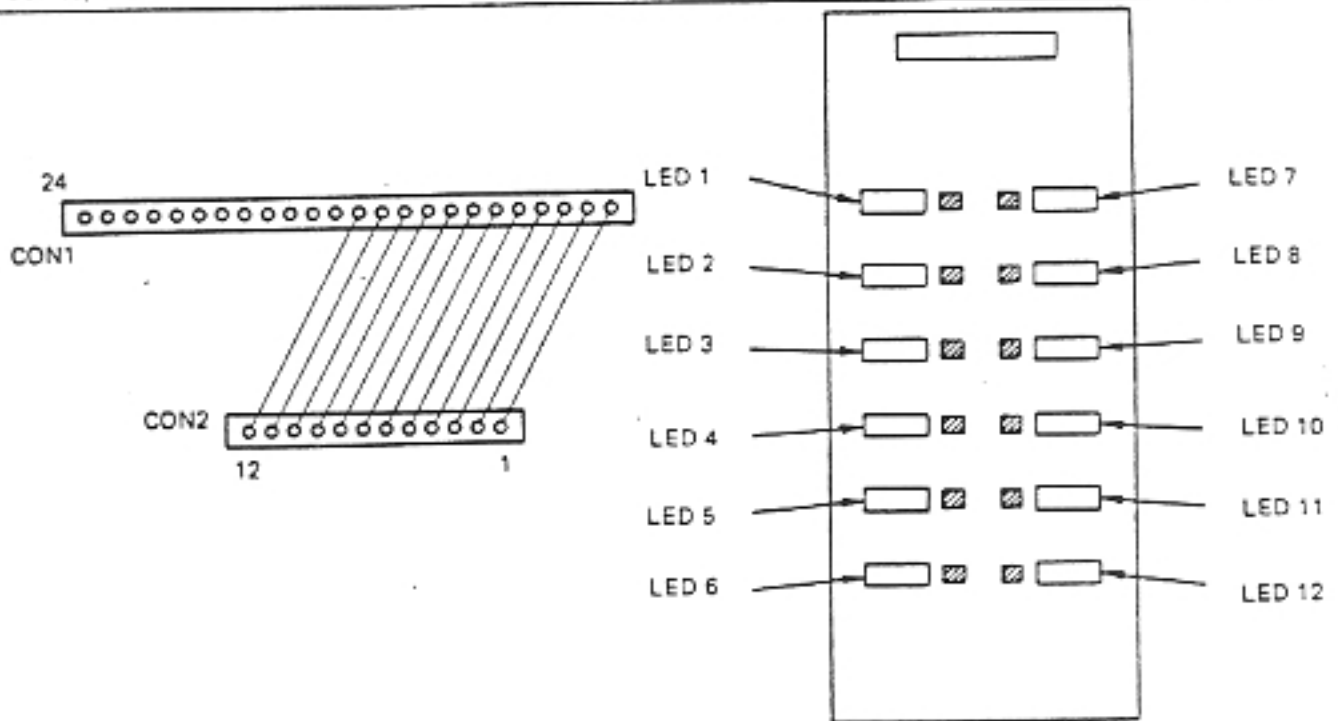 24
CON1
CON2
12
1
LED 1
LED 2
LED 3
LED 4
LED 5
LED 6
LED 7
LED 8
LED 9
LED 10
LED 11
LED 12